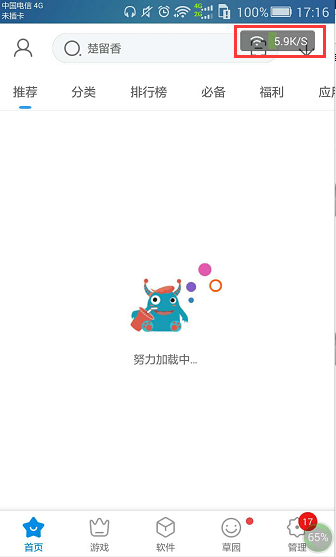 中国电信 4G
未插卡
4G
2G
100%
17:16
楚留香
5.9K/S
推荐 分类 排行榜 必备 福利 应用
努力加载中...
17
65%
首页 游戏 软件 草园 管理